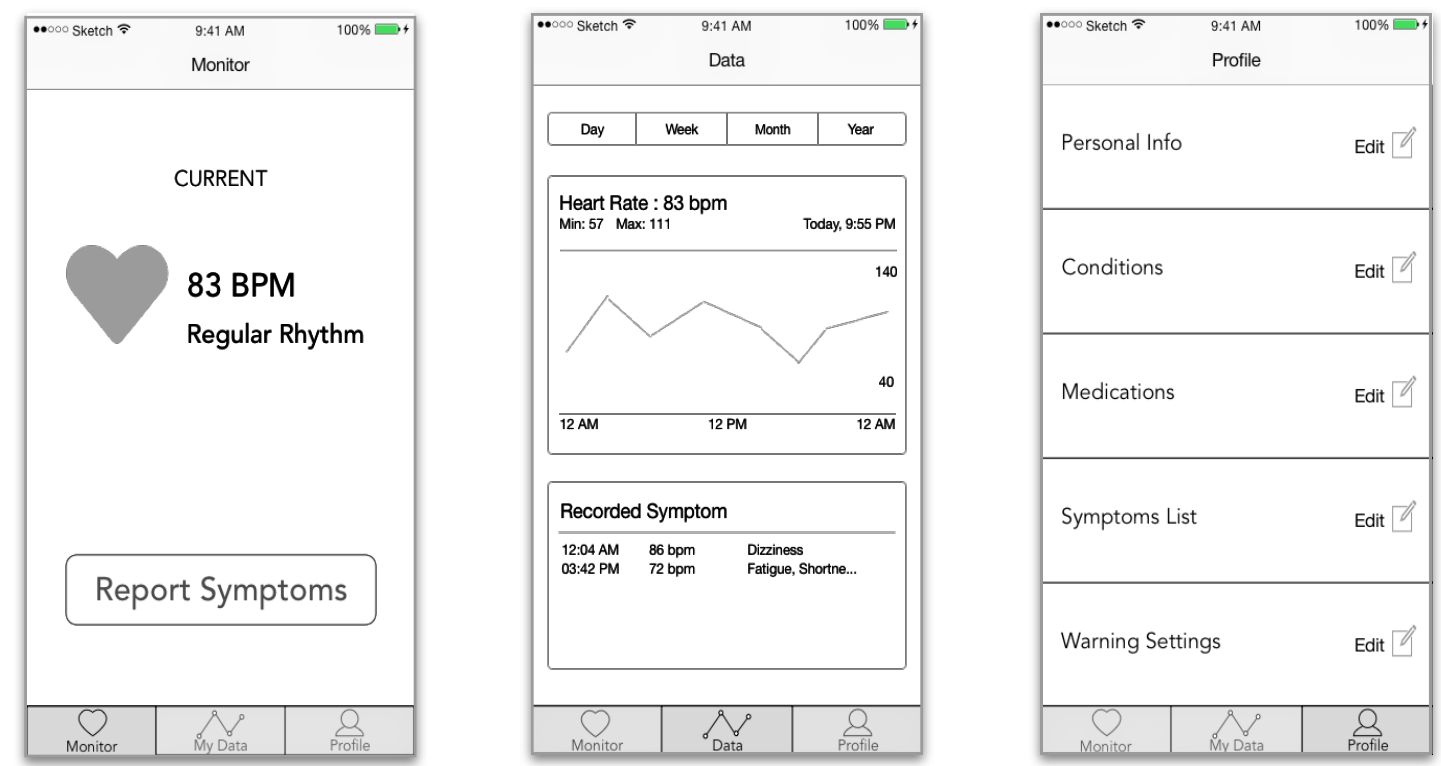 Sketch 9:41 AM 100%
Monitor
CURRENT
83 BPM
Regular Rhythm
Report Symptoms
Monitor My Data Profile
Sketch 9:41 AM 100%
Data
Day Week Month Year
Heart Rate : 83 bpm
Min: 57 Max: 111 Today, 9:55 PM
140
40
12 AM 12 PM 12 AM
Recorded Symptom
12:04 AM 86 bpm Dizziness
03:42 PM 72 bpm Fatigue, Shortne...
Monitor Data Profile
Sketch 9:41 AM 100%
Profile
Personal Info Edit
Conditions Edit
Medications Edit
Symptoms List Edit
Warning Settings Edit
Monitor My Data Profile